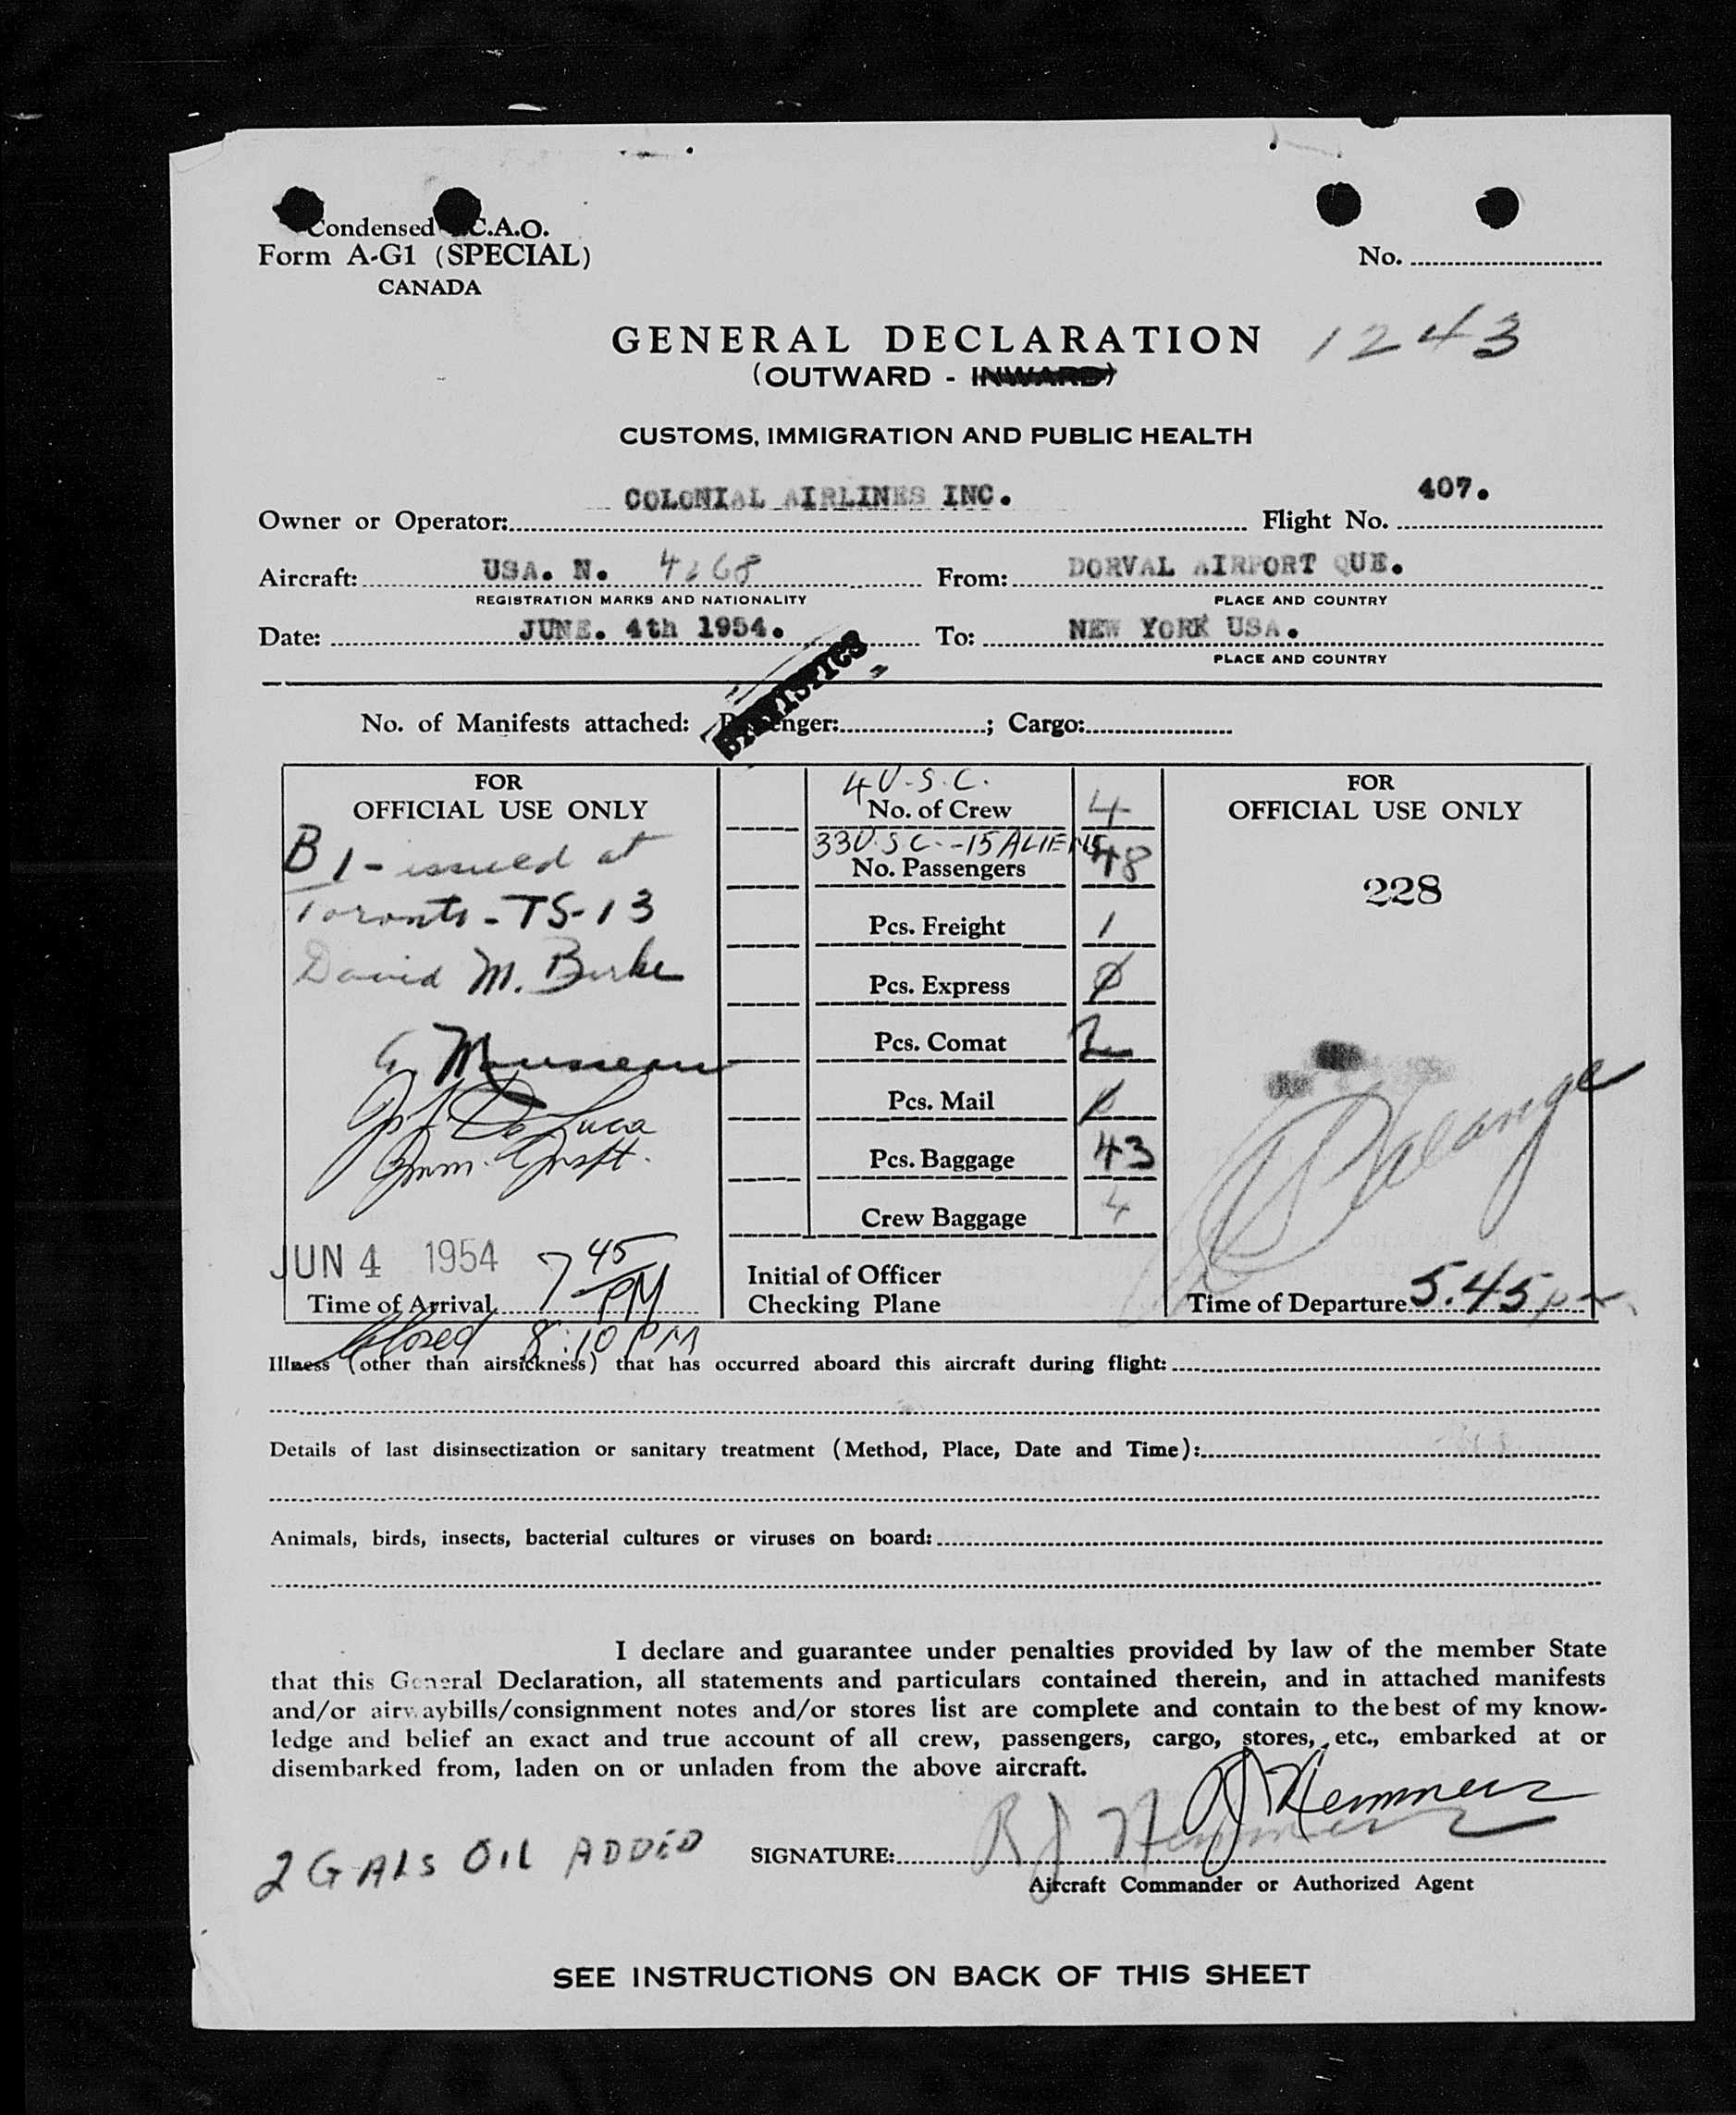 Condensed I.C.A.O.
Form A-G1 (SPECIAL)
CANADA
No.
1243
GENERAL DECLARATION
(OUTWARD - INWARD)
CUSTOMS, IMMIGRATION AND PUBLIC HEALTH
Owner or Operator: COLONIAL AIRLINES INC. Flight No. 407.
Aircraft: USA. N. From: DORVAL AIRPORT QUE.
REGISTRATION MARKS AND NATIONALITY PLACE AND COUNTRY
Date: JUNE. 4th 1954. To: NEW YORK USA.
PLACE AND COUNTRY
STATISTICS
No. of Manifests attached: Passenger: ; Cargo:
FOR
OFFICIAL USE ONLY
B1 - issued at
Toronto - TS-13
David M. Burke
Imm. Inspt.
JUN 4 1954 7 45 PM
Time of Arrival
Closed 8:10 PM
4 U.S.C.
No. of Crew 4
33 U.S.C. - 15 ALIENS
No. Passengers 48
Pcs. Freight 1
Pcs. Express 0
Pcs. Comat 2
Pcs. Mail 0
Pcs. Baggage 43
Crew Baggage 4
Initial of Officer
Checking Plane
FOR
OFFICIAL USE ONLY
228
Time of Departure 5.45 pm
Illness (other than airsickness) that has occurred aboard this aircraft during flight:
Details of last disinsectization or sanitary treatment (Method, Place, Date and Time):
Animals, birds, insects, bacterial cultures or viruses on board:
I declare and guarantee under penalties provided by law of the member State
that this General Declaration, all statements and particulars contained therein, and in attached manifests
and/or airwaybills/consignment notes and/or stores list are complete and contain to the best of my know-
ledge and belief an exact and true account of all crew, passengers, cargo, stores, etc., embarked at or
disembarked from, laden on or unladen from the above aircraft.
2 GALS OIL ADDED
SIGNATURE: R J
Aircraft Commander or Authorized Agent
SEE INSTRUCTIONS ON BACK OF THIS SHEET